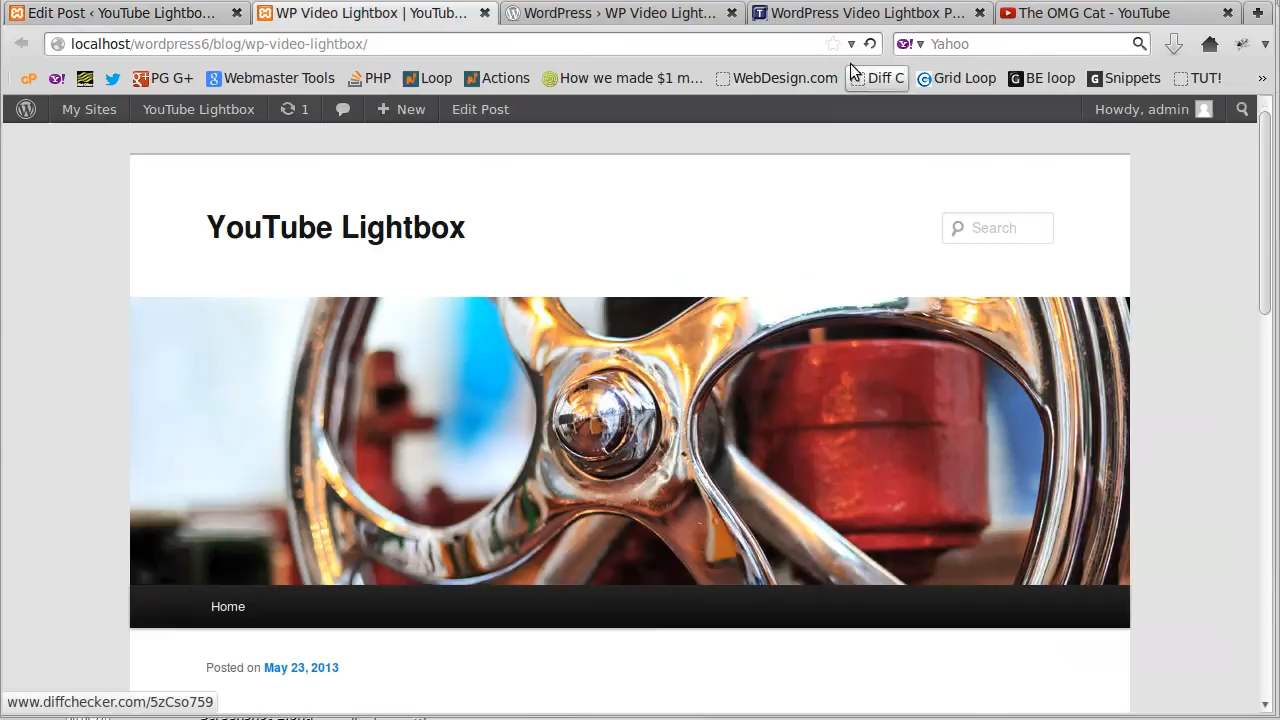 Edit Post ‹ YouTube Lightbo...
WP Video Lightbox | YouTub...
WordPress › WP Video Light...
WordPress Video Lightbox P...
The OMG Cat - YouTube
localhost/wordpress6/blog/wp-video-lightbox/
Yahoo
PG G+
Webmaster Tools
PHP
Loop
Actions
How we made $1 m...
WebDesign.com
Diff C
Grid Loop
BE loop
Snippets
TUT!
My Sites
YouTube Lightbox
1
New
Edit Post
Howdy, admin
YouTube Lightbox
Search
Home
Posted on May 23, 2013
www.diffchecker.com/5zCso759